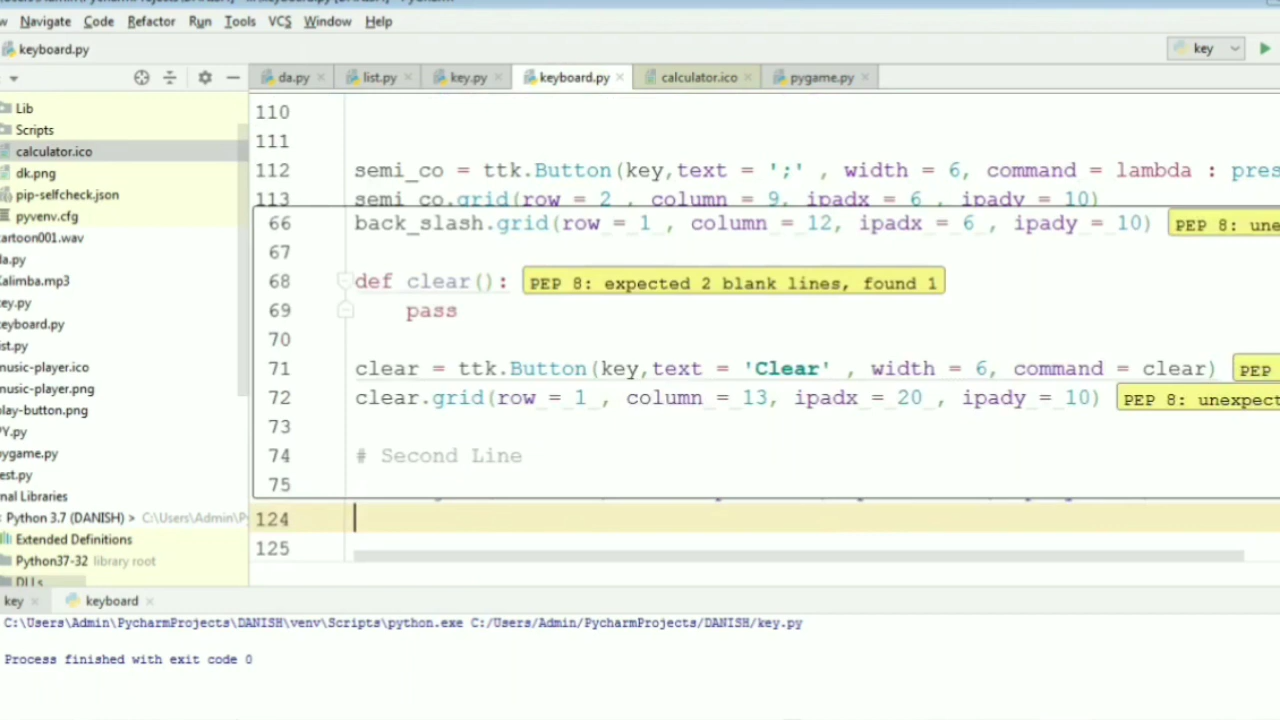 Navigate Code Refactor Run Tools VCS Window Help
keyboard.py
key
da.py list.py key.py keyboard.py calculator.ico pygame.py
Lib
Scripts
calculator.ico
dk.png
pip-selfcheck.json
pyvenv.cfg
cartoon001.wav
da.py
Kalimba.mp3
key.py
keyboard.py
list.py
music-player.ico
music-player.png
play-button.png
pygame.py
External Libraries
Python 3.7 (DANISH) > C:\Users\Admin\P
Extended Definitions
Python37-32 library root
DLLs
110
111
112 semi_co = ttk.Button(key,text = ';' , width = 6, command = lambda : pres
113 semi_co.grid(row = 2 , column = 9, ipadx = 6 , ipady = 10)
66 back_slash.grid(row = 1 , column = 12, ipadx = 6 , ipady = 10) PEP 8: une
67
68 def clear(): PEP 8: expected 2 blank lines, found 1
69 pass
70
71 clear = ttk.Button(key,text = 'Clear' , width = 6, command = clear) PEP
72 clear.grid(row = 1 , column = 13, ipadx = 20 , ipady = 10) PEP 8: unexpect
73
74 # Second Line
75
124
125
key keyboard
C:\Users\Admin\PycharmProjects\DANISH\venv\Scripts\python.exe C:/Users/Admin/PycharmProjects/DANISH/key.py
Process finished with exit code 0